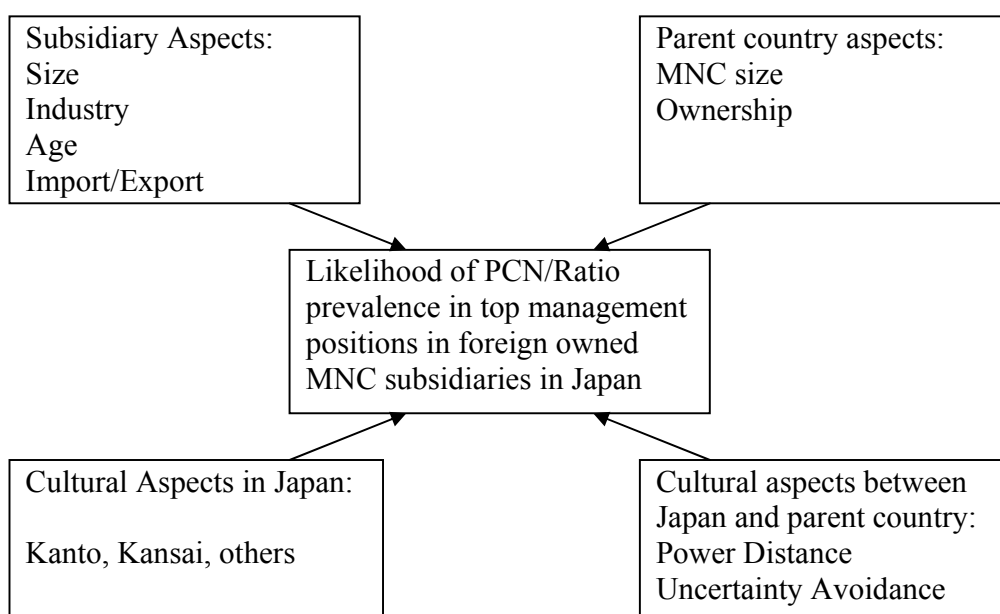 Subsidiary Aspects:
Size
Industry
Age
Import/Export
Parent country aspects:
MNC size
Ownership
Likelihood of PCN/Ratio
prevalence in top management
positions in foreign owned
MNC subsidiaries in Japan
Cultural Aspects in Japan:
Kanto, Kansai, others
Cultural aspects between
Japan and parent country:
Power Distance
Uncertainty Avoidance